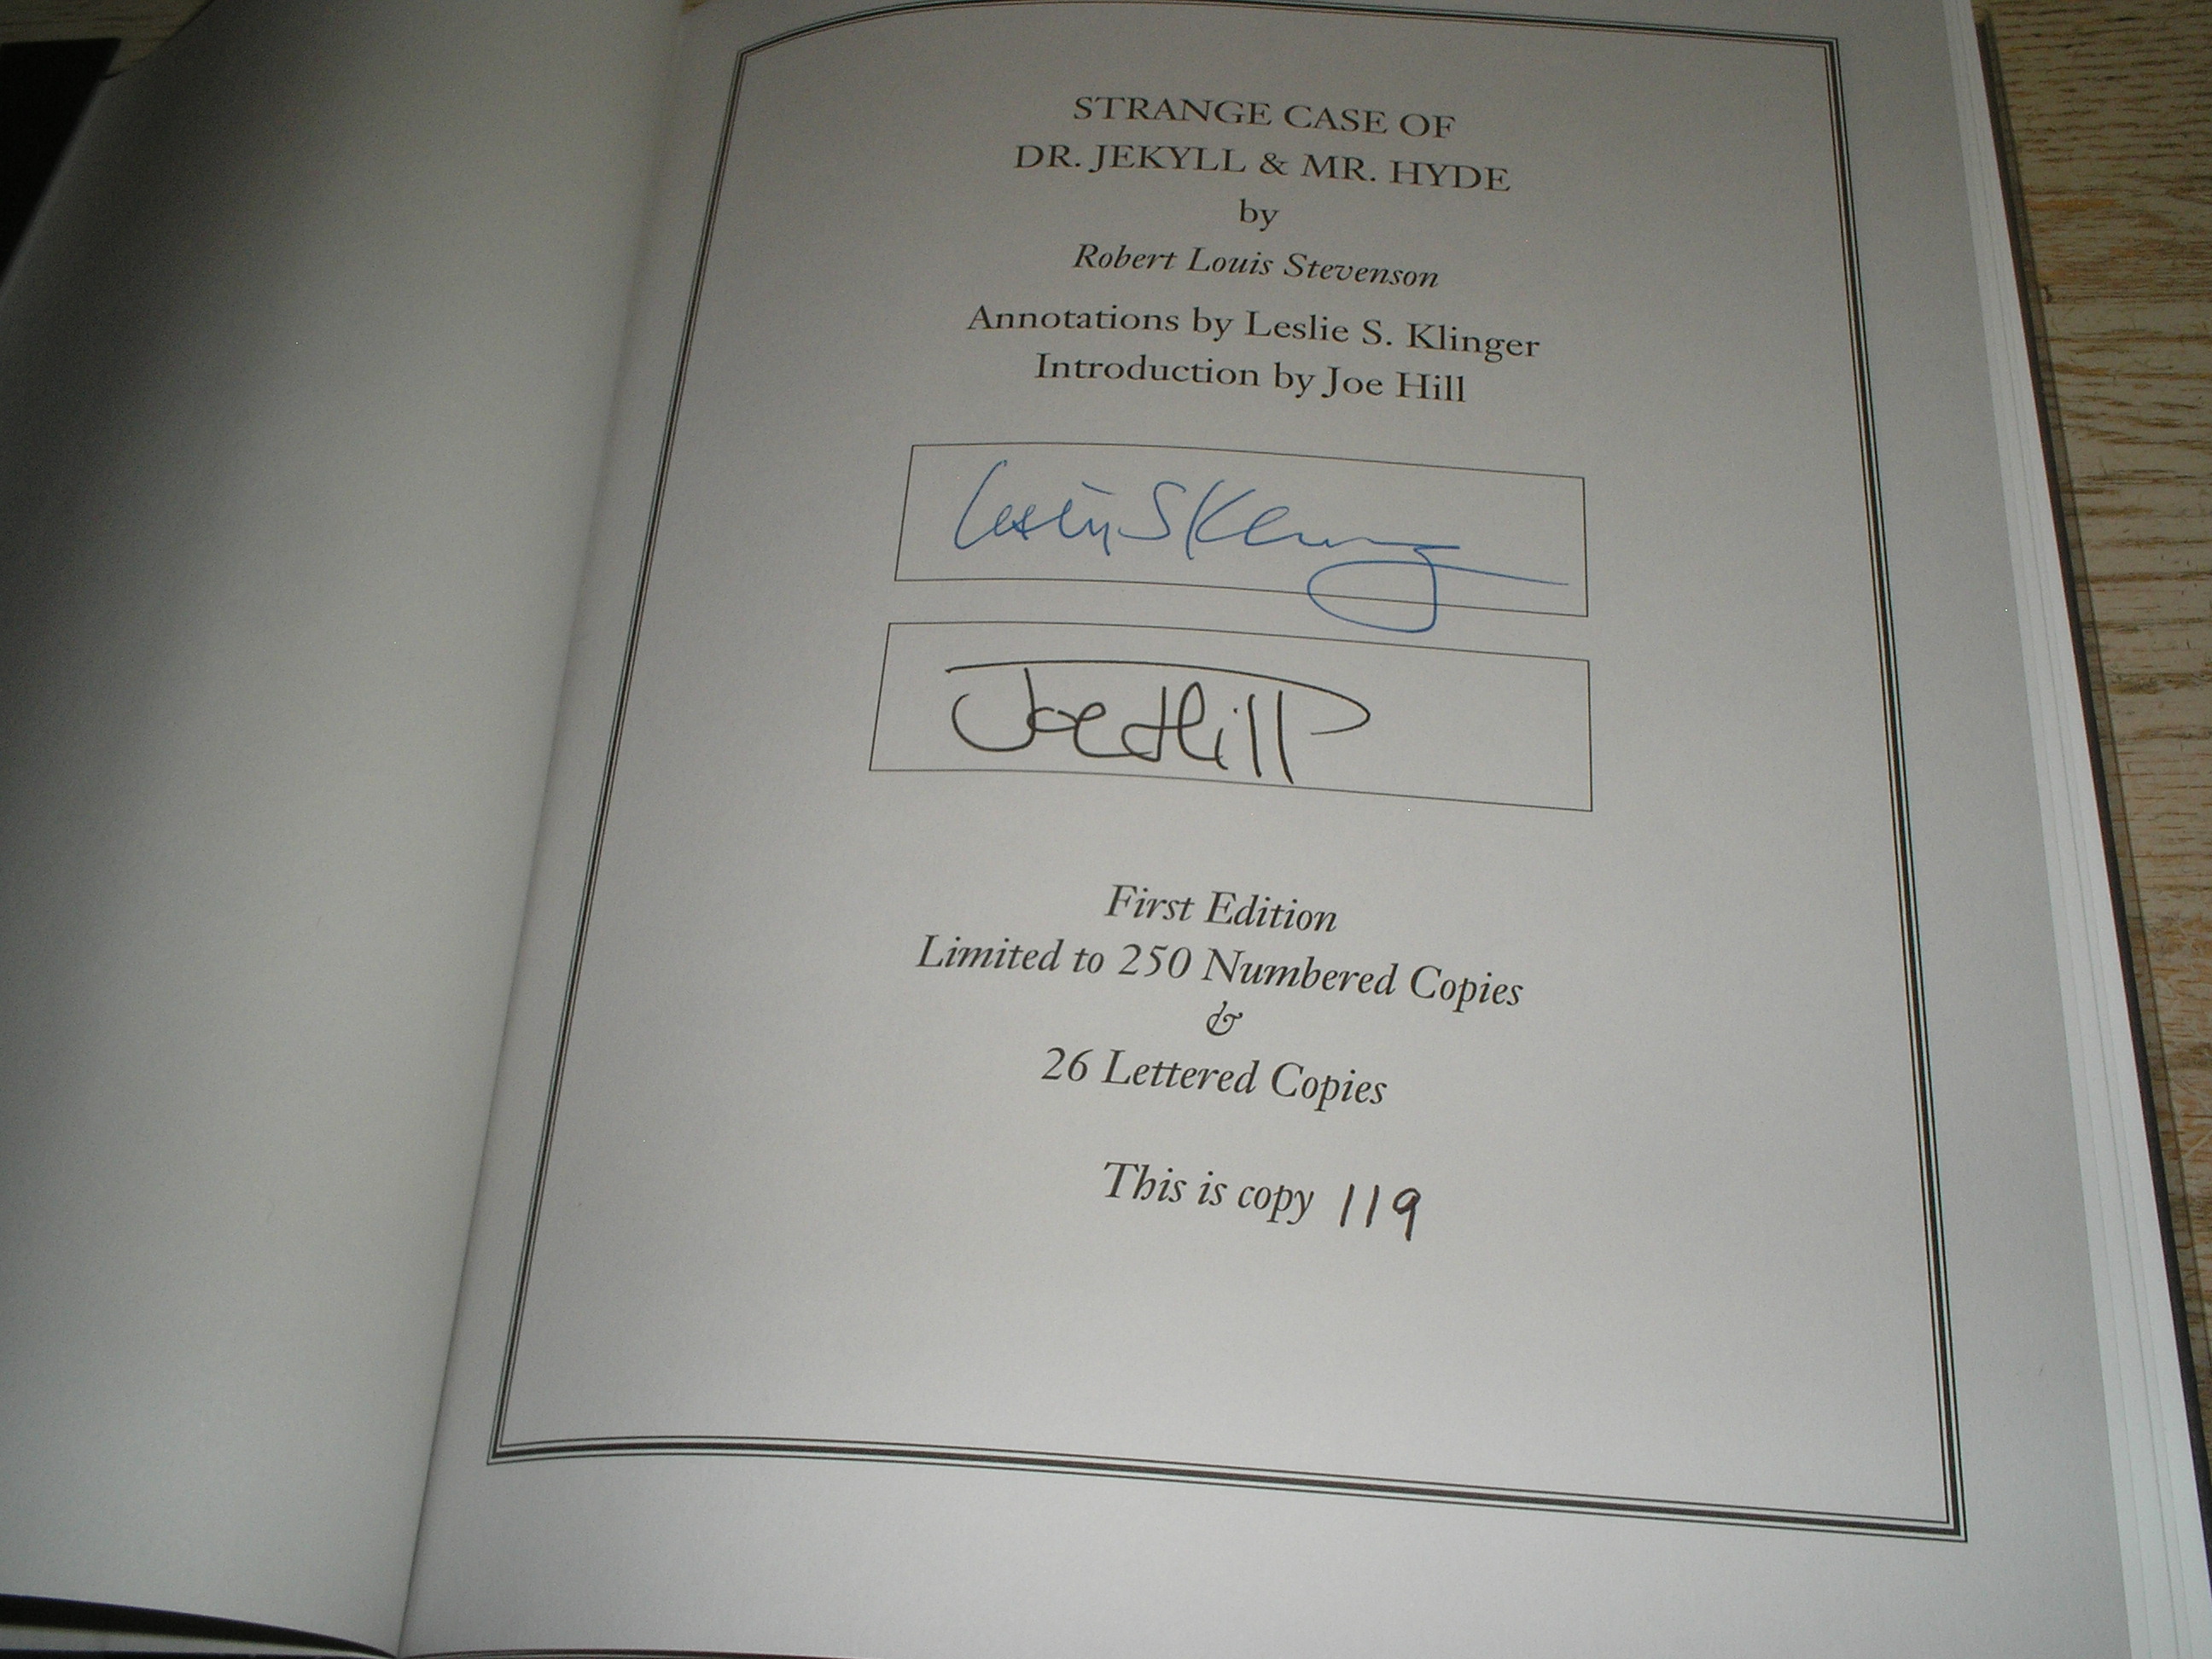 STRANGE CASE OF
DR. JEKYLL & MR. HYDE
by
Robert Louis Stevenson
Annotations by Leslie S. Klinger
Introduction by Joe Hill
Leslie S Klinger
Joe Hill
First Edition
Limited to 250 Numbered Copies
&
26 Lettered Copies
This is copy 119